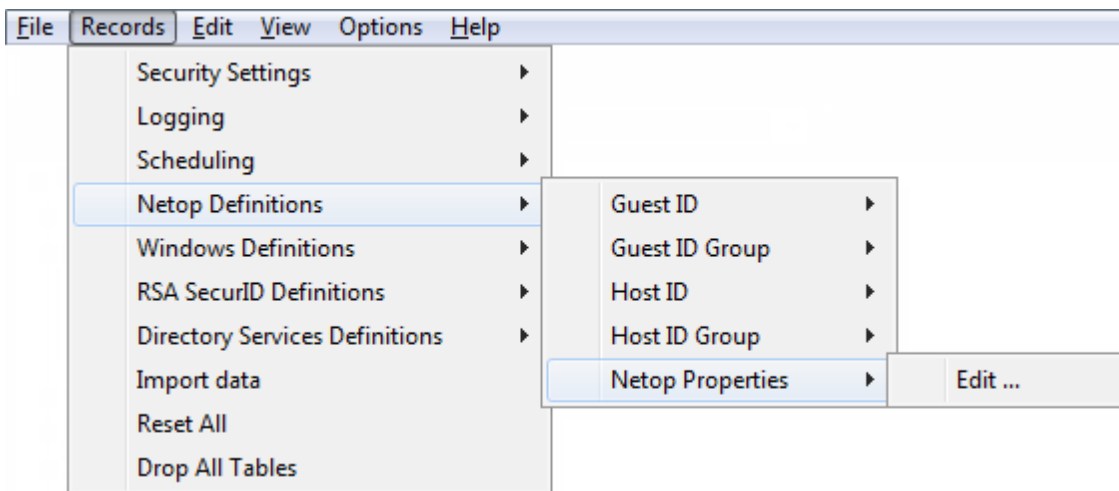 File Records Edit View Options Help
Security Settings
Logging
Scheduling
Netop Definitions
Windows Definitions
RSA SecurID Definitions
Directory Services Definitions
Import data
Reset All
Drop All Tables
Guest ID
Guest ID Group
Host ID
Host ID Group
Netop Properties
Edit ...